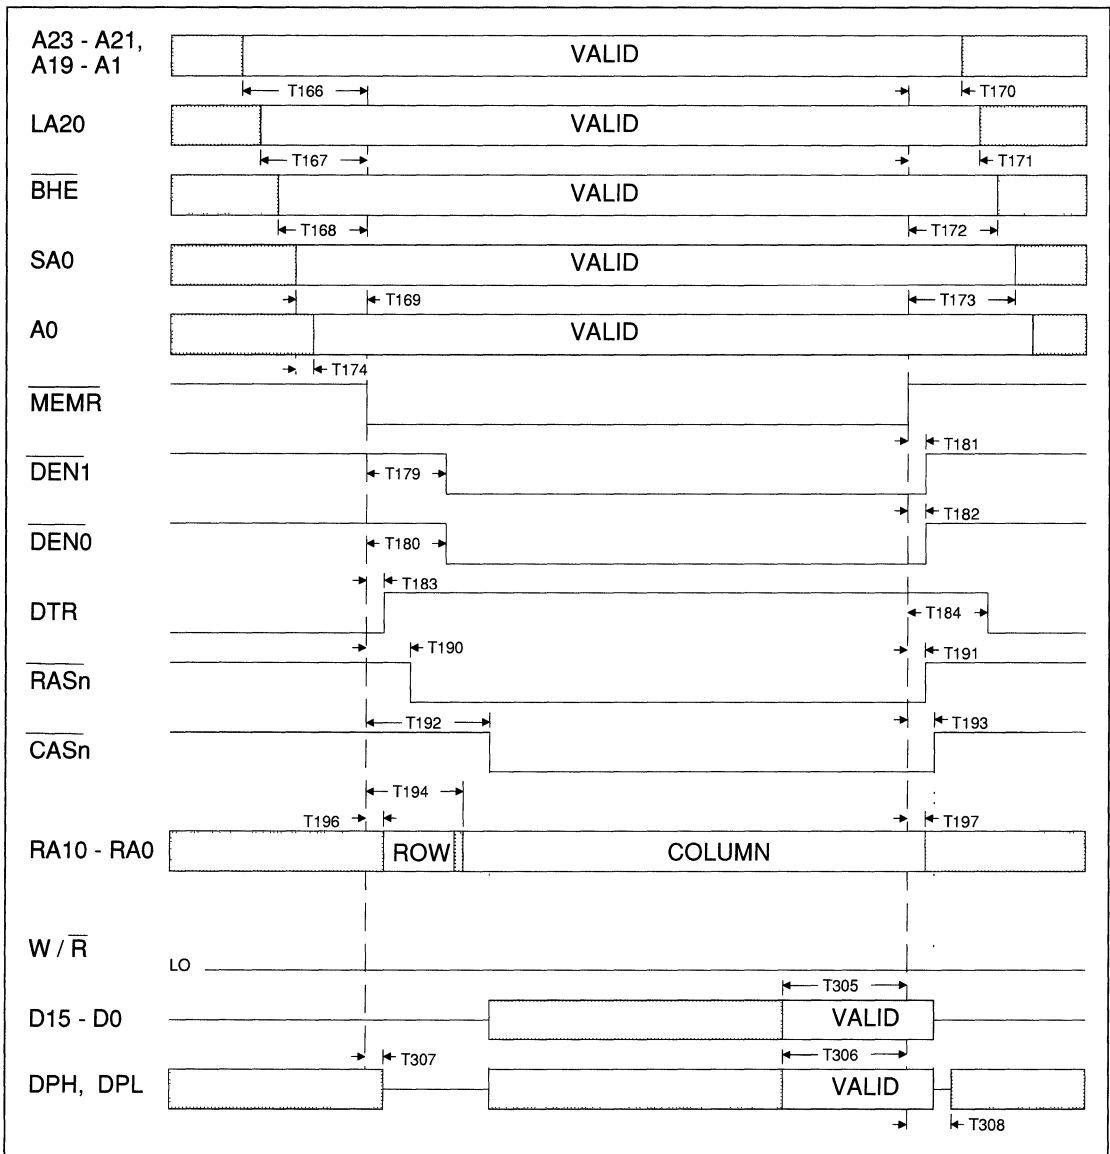 A23 - A21,
A19 - A1
VALID
T166
T170
LA20
VALID
T167
T171
BHE
VALID
T168
T172
SA0
VALID
T169
T173
A0
VALID
T174
MEMR
T181
DEN1
T179
T182
DEN0
T180
T183
DTR
T184
T190
T191
RASn
T192
T193
CASn
T194
T196
T197
RA10 - RA0
ROW
COLUMN
W / R
LO
T305
D15 - D0
VALID
T307
T306
DPH, DPL
VALID
T308